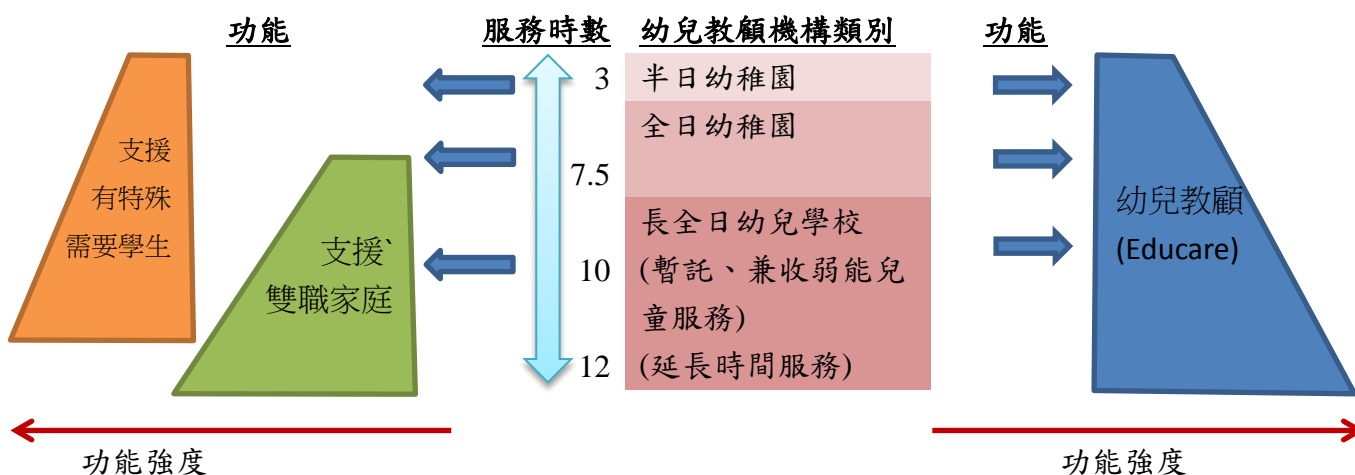 功能
服務時數
幼兒教顧機構類別
功能
支援
有特殊
需要學生
支援`
雙職家庭
3
7.5
10
12
半日幼稚園
全日幼稚園
長全日幼兒學校
(暫託、兼收弱能兒
童服務)
(延長時間服務)
幼兒教顧
(Educare)
功能強度
功能強度